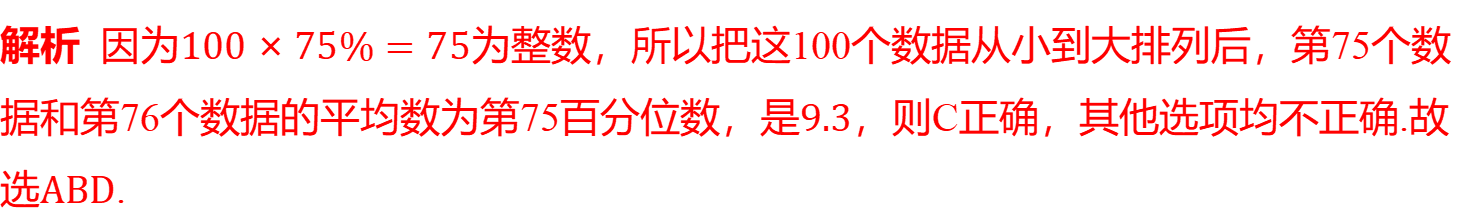 解析 因为100 × 75% = 75为整数，所以把这100个数据从小到大排列后，第75个数
据和第76个数据的平均数为第75百分位数，是9.3，则C正确，其他选项均不正确.故
选ABD.